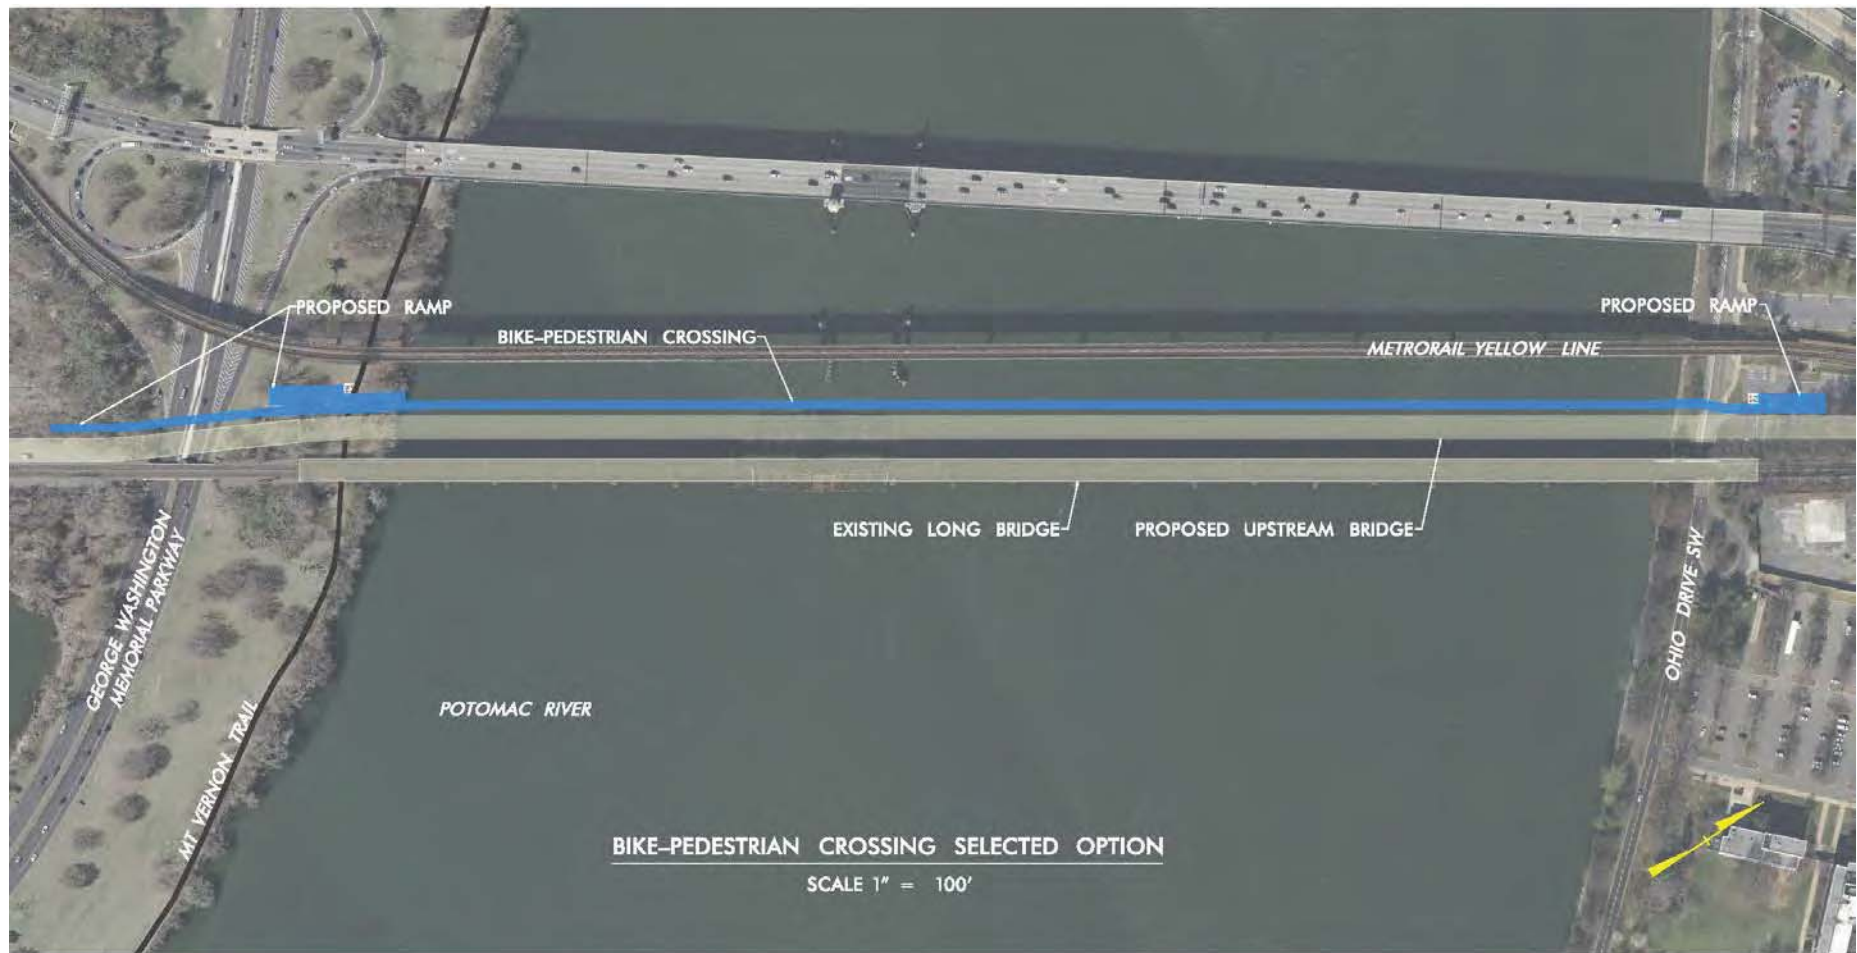 PROPOSED RAMP
PROPOSED RAMP
BIKE–PEDESTRIAN CROSSING
METRORAIL YELLOW LINE
EXISTING LONG BRIDGE
PROPOSED UPSTREAM BRIDGE
GEORGE WASHINGTON
MEMORIAL PARKWAY
MT VERNON TRAIL
OHIO DRIVE SW
POTOMAC RIVER
BIKE–PEDESTRIAN CROSSING SELECTED OPTION
SCALE 1" = 100'